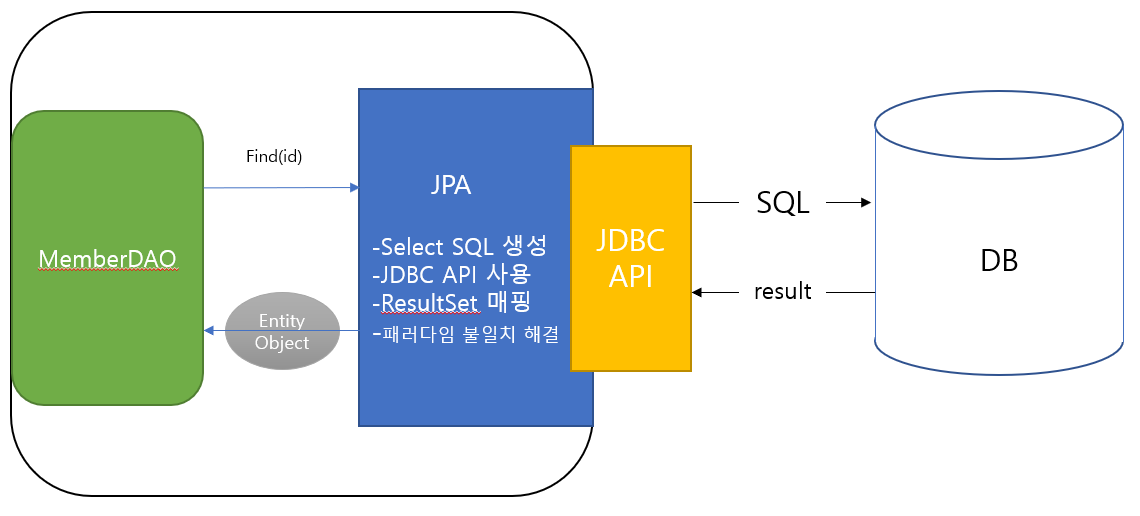 Find(id)
MemberDAO
Entity
Object
JPA
-Select SQL 생성
-JDBC API 사용
-ResultSet 매핑
-패러다임 불일치 해결
JDBC
API
SQL
result
DB